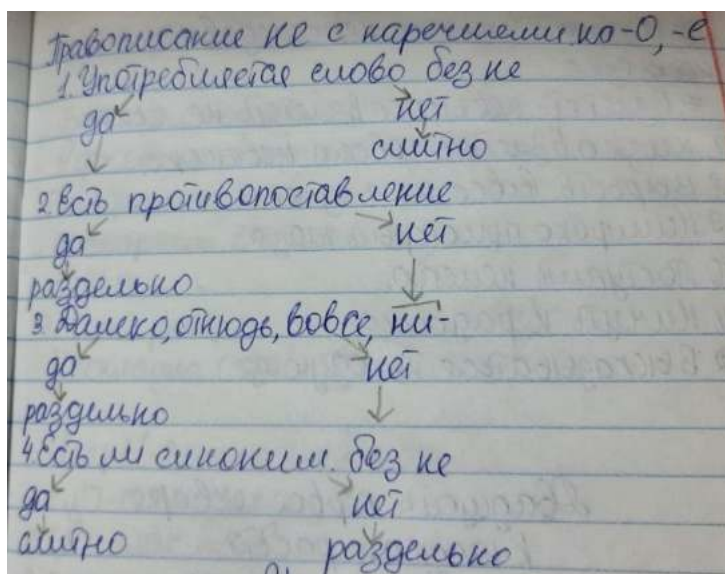 Правописание не с наречиями на -О, -е
1. Употребляется слово без не
да нет
слитно
2. Есть противопоставление
да нет
раздельно
3. Далеко, отнюдь, вовсе, ни-
да нет
раздельно
4. Есть ли синоним без не
да нет
слитно раздельно